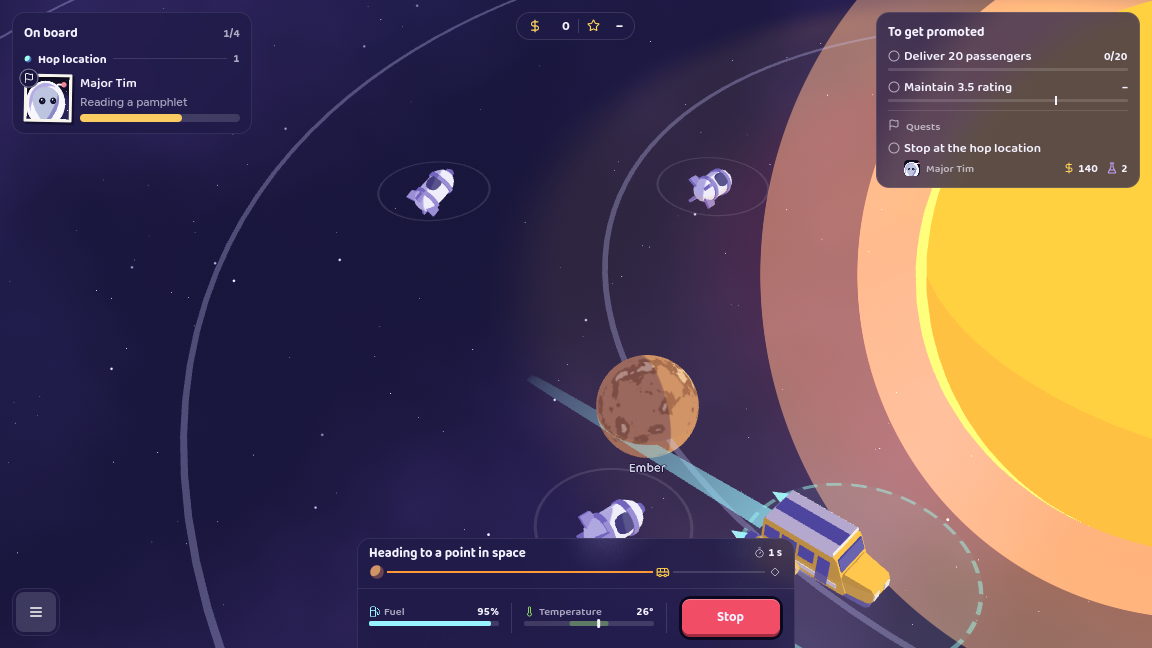 On board 1/4
Hop location 1
Major Tim
Reading a pamphlet
$ 0 –
To get promoted
Deliver 20 passengers 0/20
Maintain 3.5 rating –
Quests
Stop at the hop location
Major Tim $ 140 2
Ember
Heading to a point in space 1 s
Fuel 95% Temperature 26°
Stop